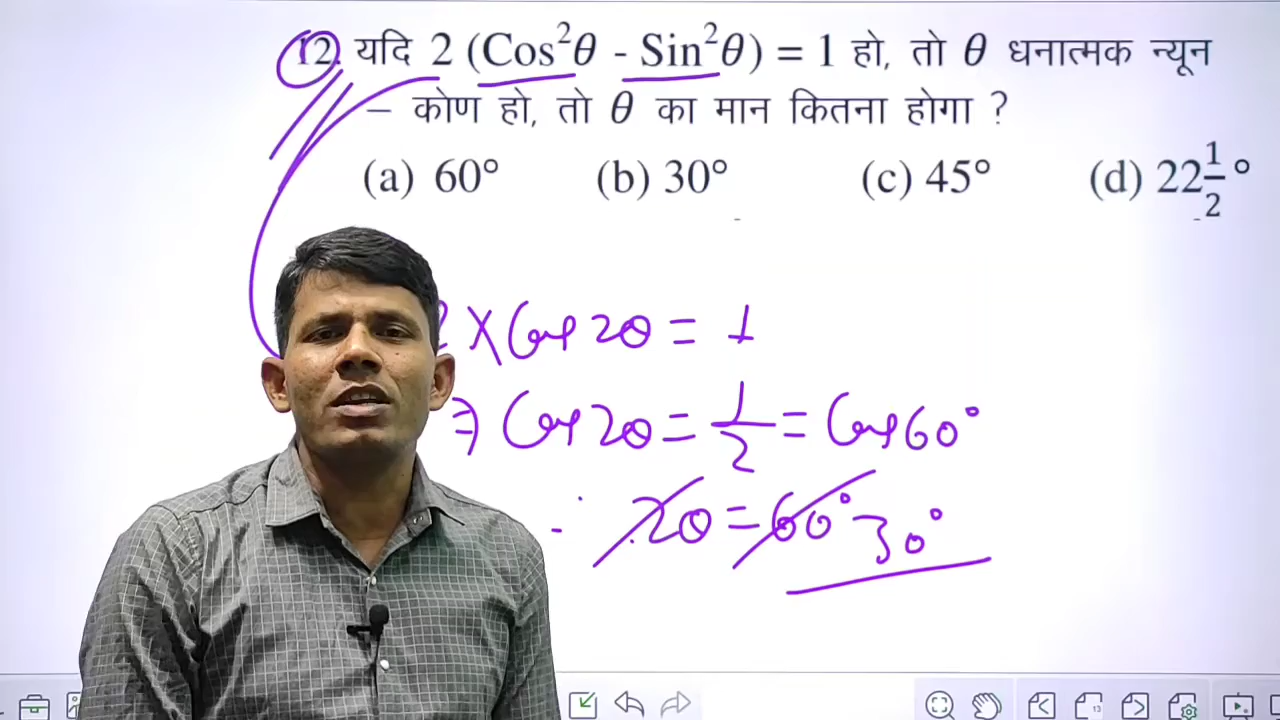 12. यदि 2 (Cos²θ - Sin²θ) = 1 हो, तो θ धनात्मक न्यून
– कोण हो, तो θ का मान कितना होगा ?
(a) 60° (b) 30° (c) 45° (d) 22½°
2 × Cos 2θ = 1
⇒ Cos 2θ = 1/2 = Cos 60°
∴ 2θ = 60° 30°